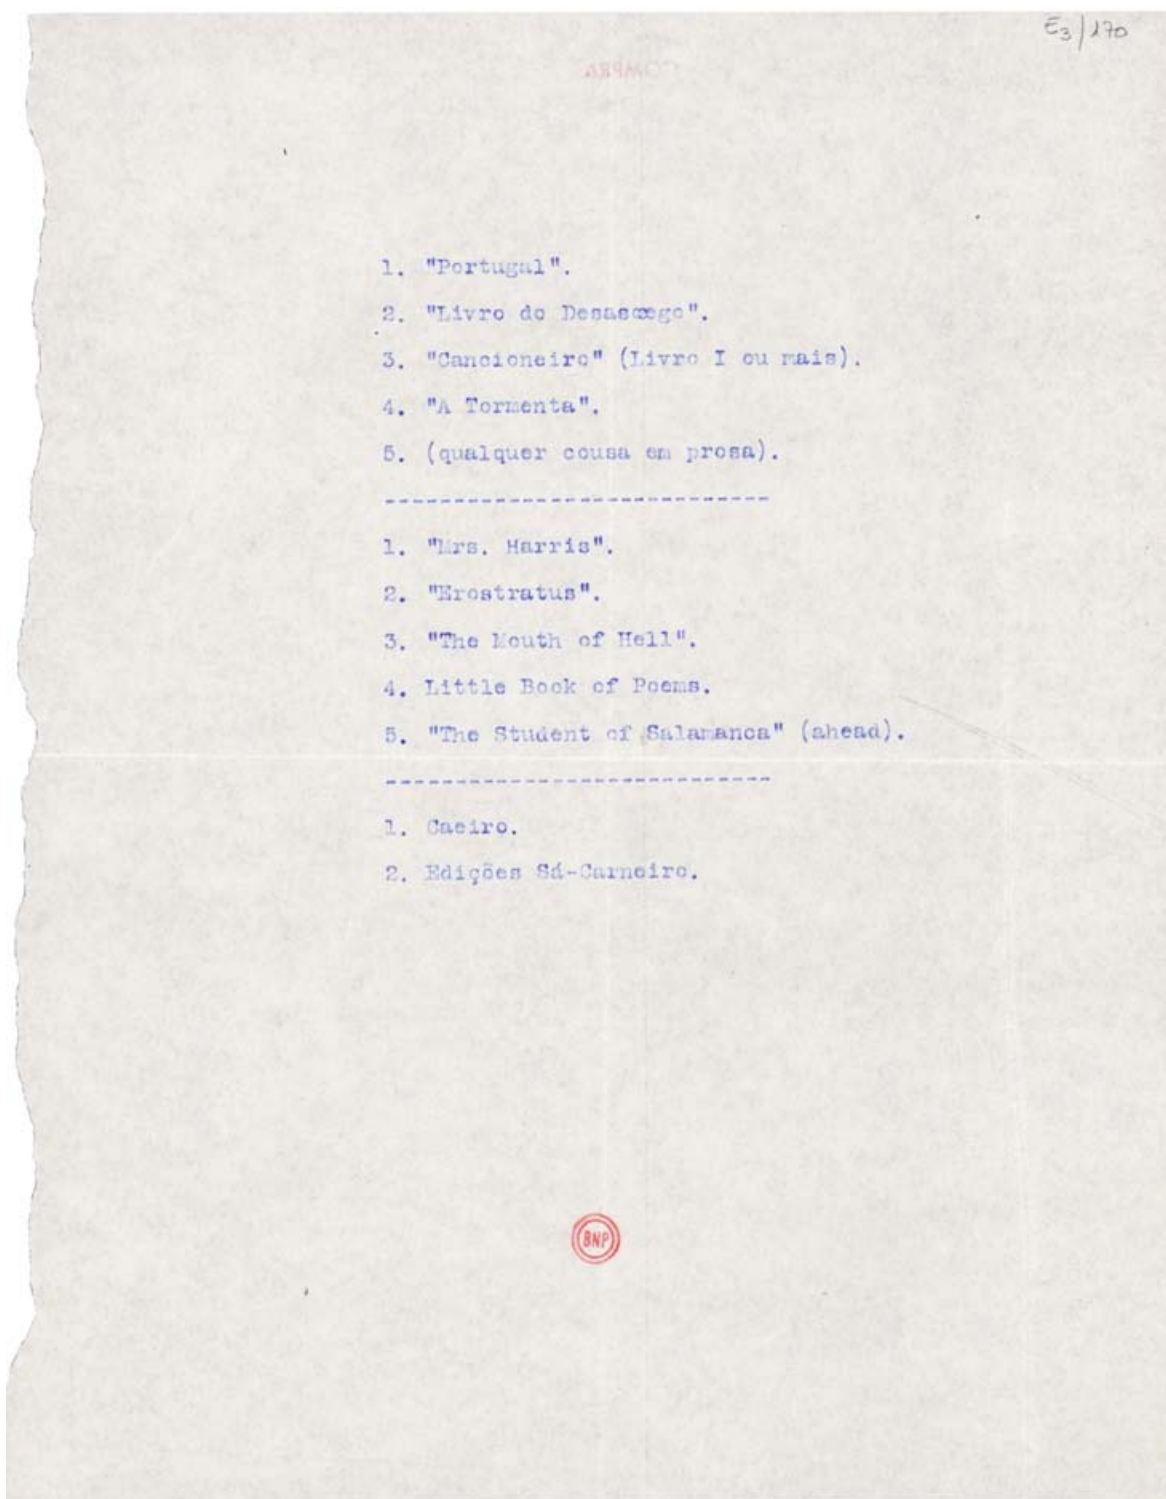 E3/170
COMPRA
1. "Portugal".
2. "Livro do Desasocego".
3. "Cancioneiro" (Livro I ou mais).
4. "A Tormenta".
5. (qualquer cousa em prosa).
----------------------------
1. "Mrs. Harris".
2. "Erostratus".
3. "The Mouth of Hell".
4. Little Book of Poems.
5. "The Student of Salamanca" (ahead).
----------------------------
1. Caeiro.
2. Edições Sá-Carneiro.
BNP